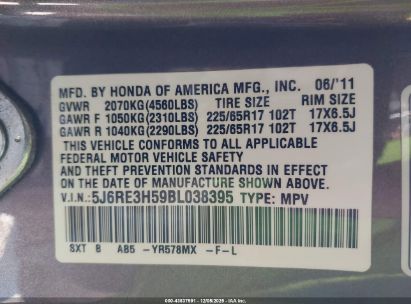 MFD. BY HONDA OF AMERICA MFG., INC. 06/'11
GVWR 2070KG(4560LBS) TIRE SIZE RIM SIZE
GAWR F 1050KG(2310LBS) 225/65R17 102T 17X6.5J
GAWR R 1040KG(2290LBS) 225/65R17 102T 17X6.5J
THIS VEHICLE CONFORMS TO ALL APPLICABLE
FEDERAL MOTOR VEHICLE SAFETY AND
THEFT PREVENTION STANDARDS IN EFFECT
ON THE DATE OF MANUFACTURE SHOWN ABOVE.
V.I.N.: 5J6RE3H59BL038395 TYPE: MPV
SXT 8 AB5 -YR578MX -F-L